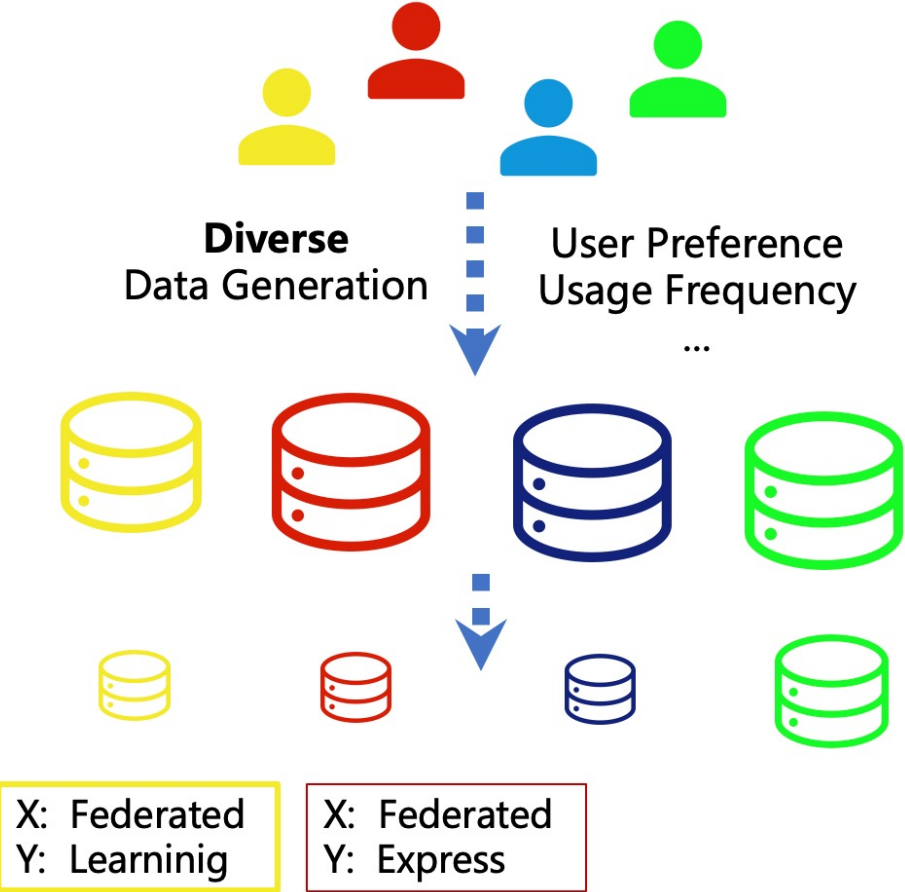 Diverse
Data Generation
User Preference
Usage Frequency
...
X: Federated
Y: Learninig
X: Federated
Y: Express